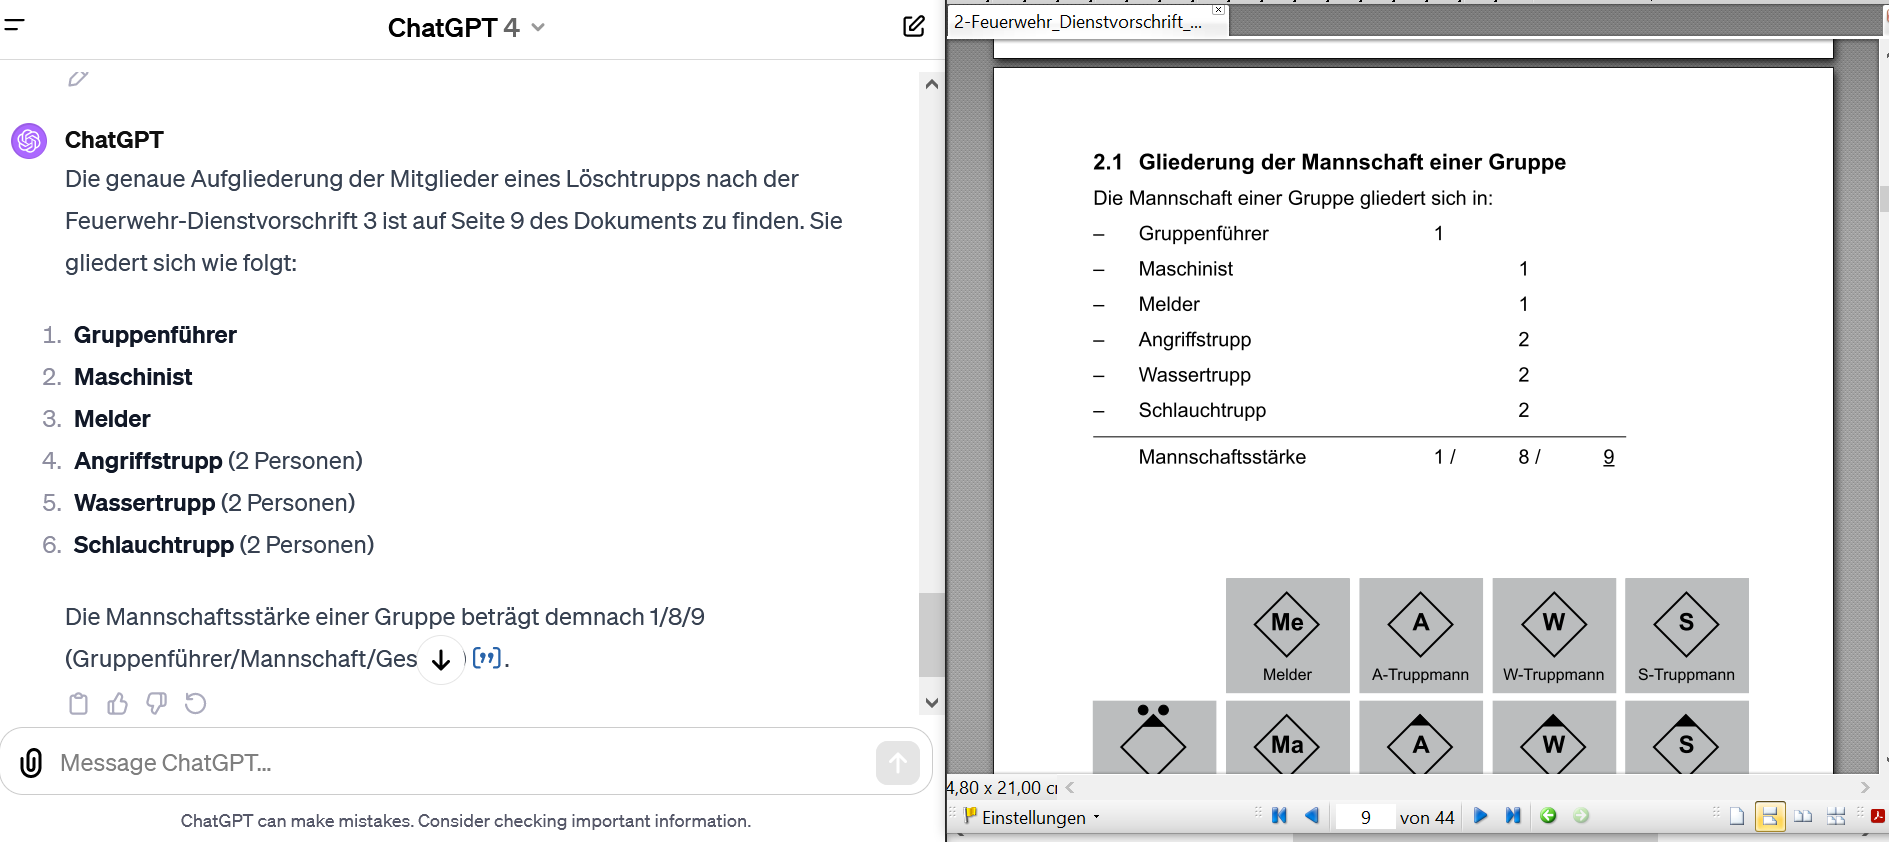 ChatGPT 4
ChatGPT
Die genaue Aufgliederung der Mitglieder eines Löschtrupps nach der
Feuerwehr-Dienstvorschrift 3 ist auf Seite 9 des Dokuments zu finden. Sie
gliedert sich wie folgt:
1. Gruppenführer
2. Maschinist
3. Melder
4. Angriffstrupp (2 Personen)
5. Wassertrupp (2 Personen)
6. Schlauchtrupp (2 Personen)
Die Mannschaftsstärke einer Gruppe beträgt demnach 1/8/9
(Gruppenführer/Mannschaft/Ges ) ["].
Message ChatGPT...
ChatGPT can make mistakes. Consider checking important information.
2-Feuerwehr_Dienstvorschrift_...
2.1 Gliederung der Mannschaft einer Gruppe
Die Mannschaft einer Gruppe gliedert sich in:
– Gruppenführer 1
– Maschinist 1
– Melder 1
– Angriffstrupp 2
– Wassertrupp 2
– Schlauchtrupp 2
Mannschaftsstärke 1 / 8 / 9
Me A W S
Melder A-Truppmann W-Truppmann S-Truppmann
Ma A W S
4,80 x 21,00 c
Einstellungen 9 von 44